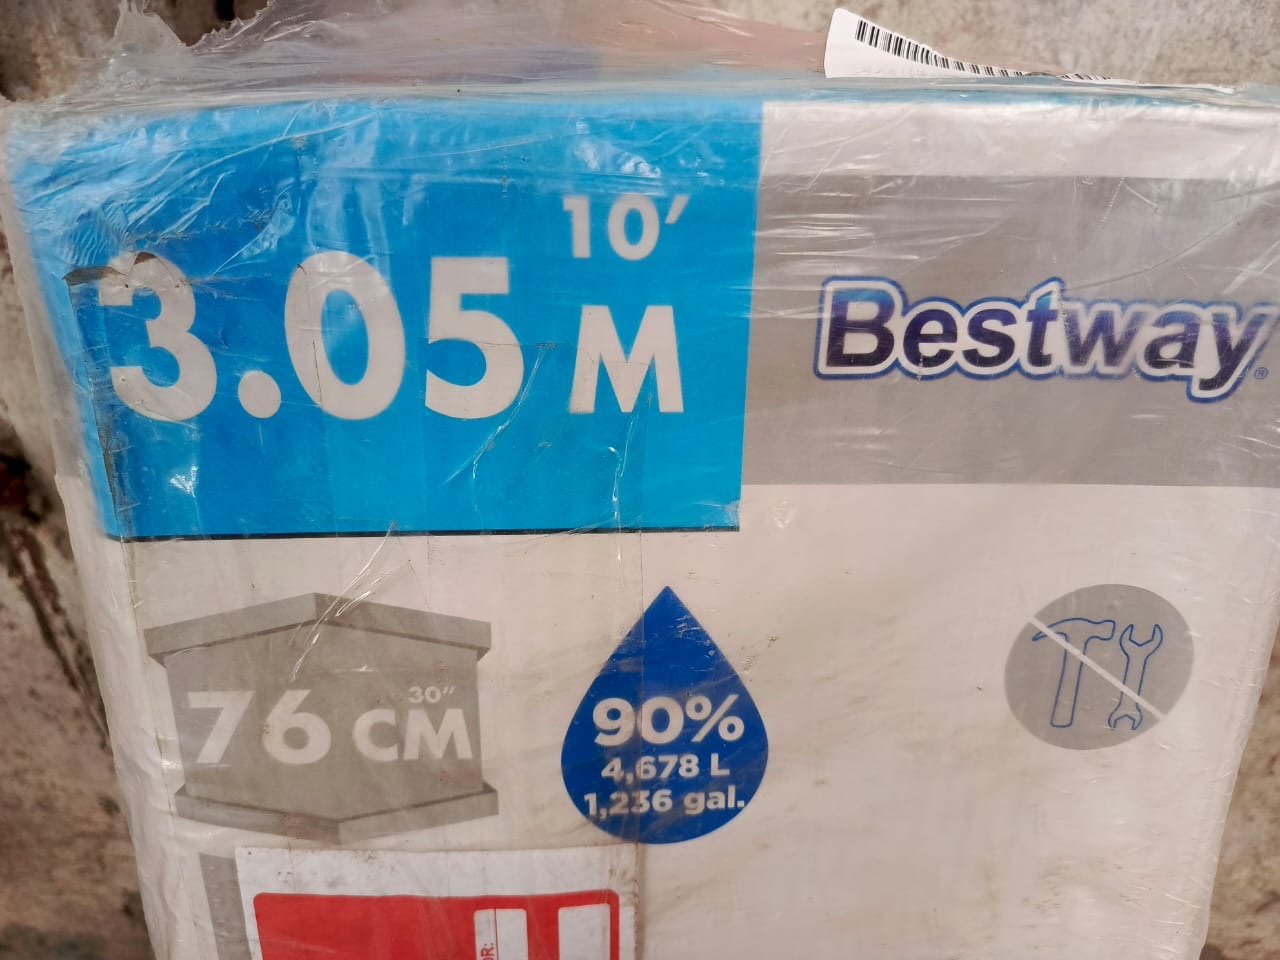 10'
3.05 M
Bestway®
30"
76 CM
90%
4,678 L
1,236 gal.